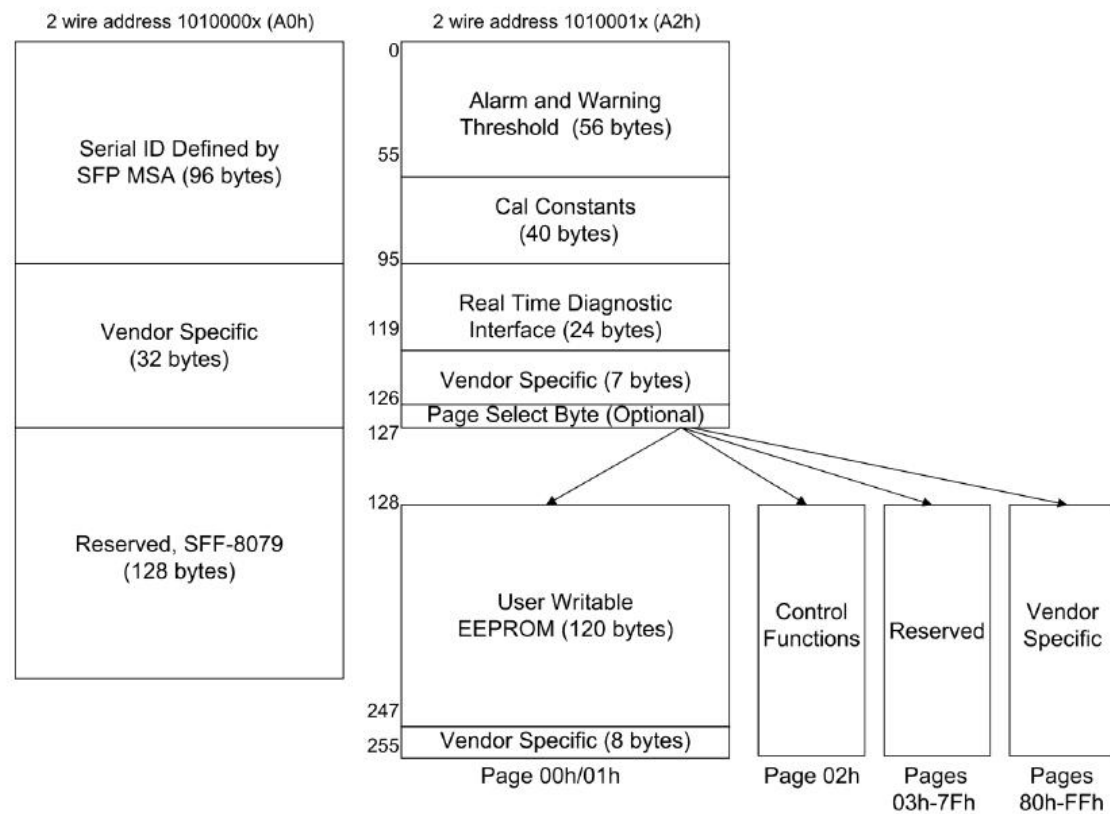 2 wire address 1010000x (A0h)
Serial ID Defined by
SFP MSA (96 bytes)
Vendor Specific
(32 bytes)
Reserved, SFF-8079
(128 bytes)
2 wire address 1010001x (A2h)
0
Alarm and Warning
Threshold (56 bytes)
55
Cal Constants
(40 bytes)
95
Real Time Diagnostic
Interface (24 bytes)
119
Vendor Specific (7 bytes)
126
Page Select Byte (Optional)
127
128
User Writable
EEPROM (120 bytes)
247
Vendor Specific (8 bytes)
255
Page 00h/01h
Control
Functions
Page 02h
Reserved
Pages
03h-7Fh
Vendor
Specific
Pages
80h-FFh